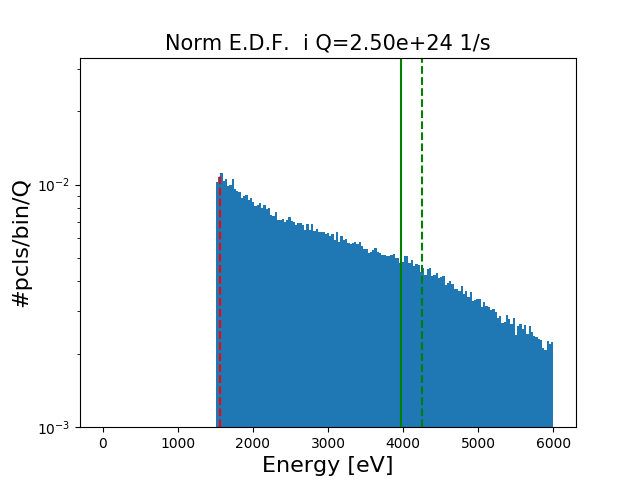 Norm E.D.F.  i Q=2.50e+24 1/s
#pcls/bin/Q
10⁻²
10⁻³
0 1000 2000 3000 4000 5000 6000
Energy [eV]